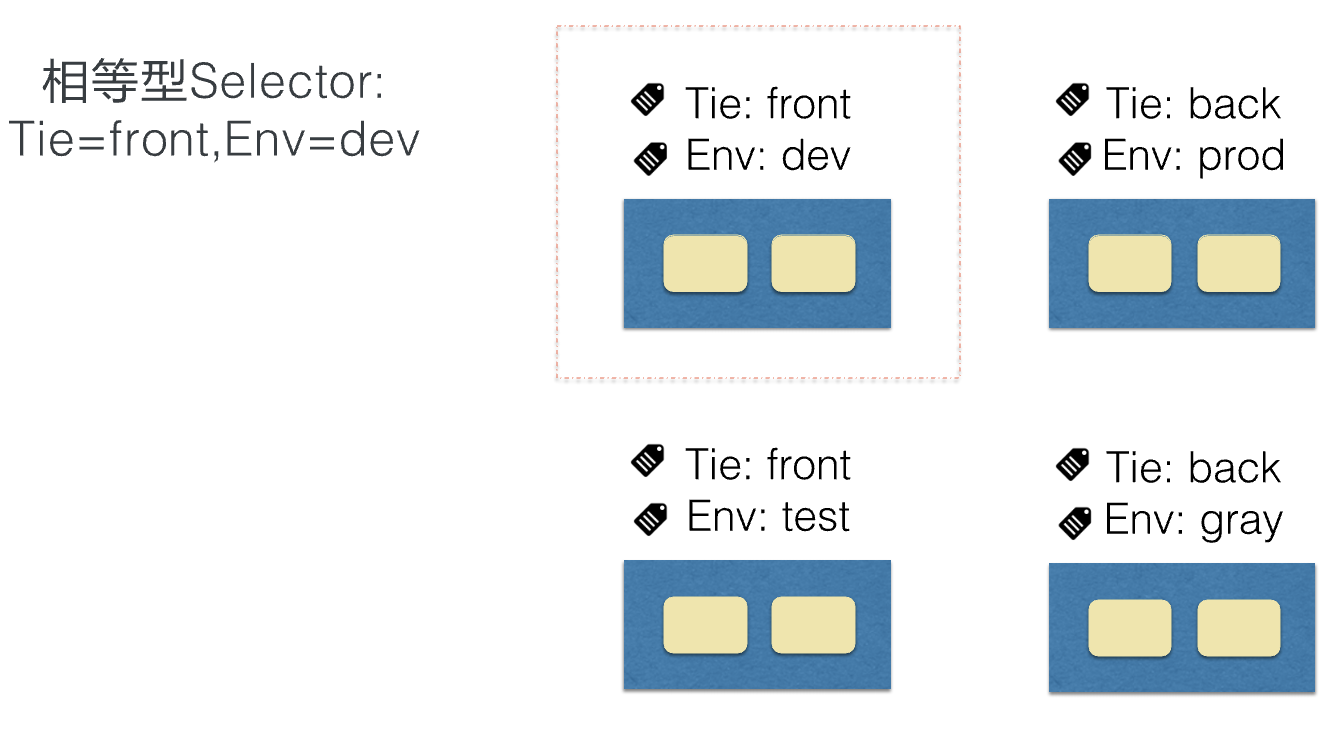 相等型Selector:
Tie=front,Env=dev
Tie: front
Env: dev
Tie: back
Env: prod
Tie: front
Env: test
Tie: back
Env: gray